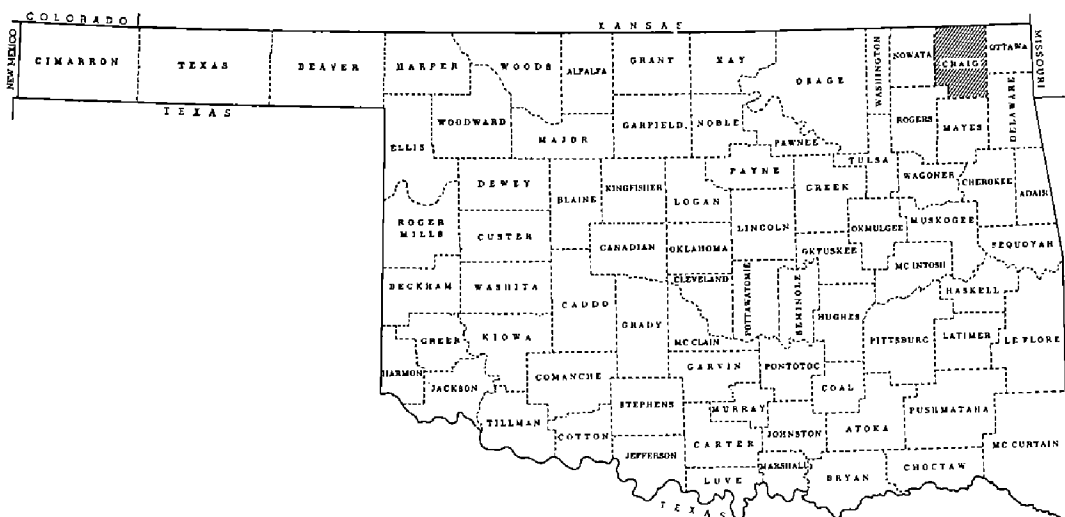 COLORADO
KANSAS
NEW MEXICO
MISSOURI
CIMARRON
TEXAS
BEAVER
HARPER
WOODS
ALFALFA
GRANT
KAY
OSAGE
WASHINGTON
NOWATA
CRAIG
OTTAWA
TEXAS
ELLIS
WOODWARD
MAJOR
GARFIELD
NOBLE
PAWNEE
ROGERS
MAYES
DELAWARE
DEWEY
BLAINE
KINGFISHER
LOGAN
PAYNE
CREEK
TULSA
WAGONER
CHEROKEE
ADAIR
ROGER
MILLS
CUSTER
CANADIAN
OKLAHOMA
LINCOLN
OKMULGEE
MUSKOGEE
SEQUOYAH
OKFUSKEE
MC INTOSH
BECKHAM
WASHITA
CADDO
CLEVELAND
POTTAWATOMIE
SEMINOLE
HASKELL
HUGHES
GRADY
KIOWA
GREER
MC CLAIN
PITTSBURG
LATIMER
LE FLORE
HARMON
JACKSON
COMANCHE
GARVIN
PONTOTOC
COAL
TILLMAN
STEPHENS
MURRAY
PUSHMATAHA
COTTON
CARTER
JOHNSTON
ATOKA
MC CURTAIN
JEFFERSON
MARSHALL
LUVE
BRYAN
CHOCTAW
TEXAS